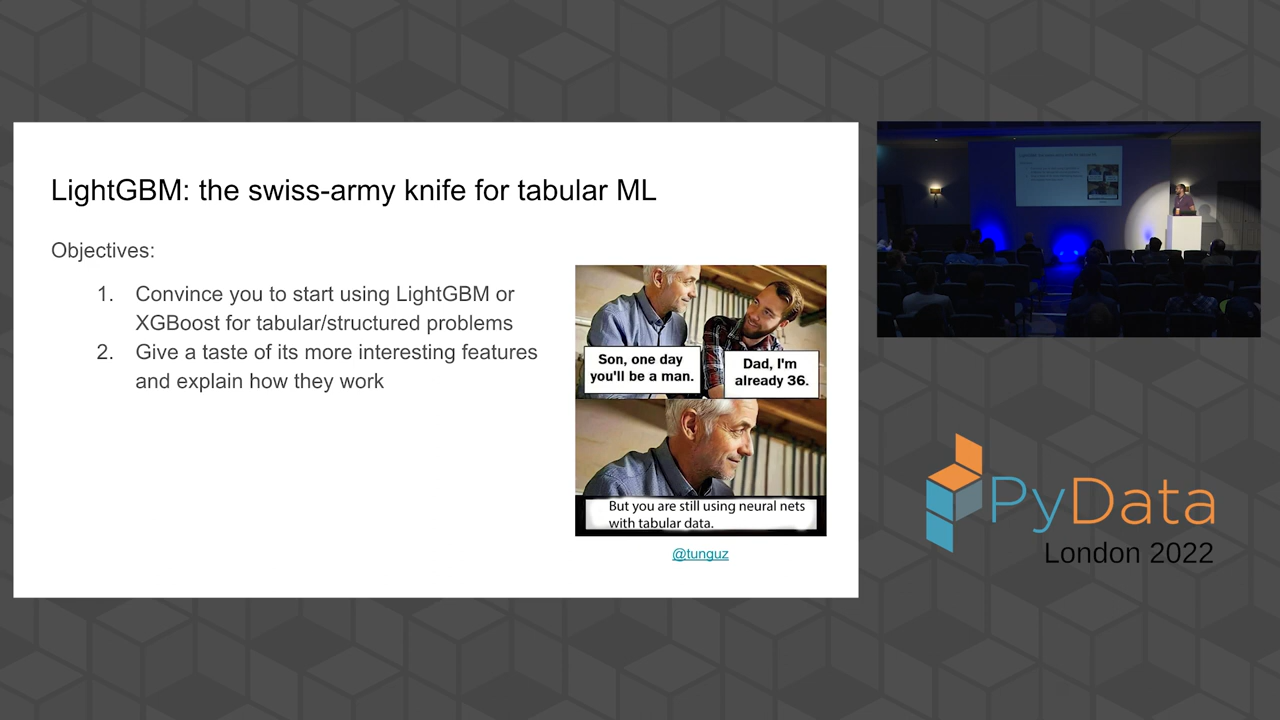 LightGBM: the swiss-army knife for tabular ML
Objectives:
1. Convince you to start using LightGBM or
XGBoost for tabular/structured problems
2. Give a taste of its more interesting features
and explain how they work
Son, one day
you'll be a man.
Dad, I'm
already 36.
But you are still using neural nets
with tabular data.
@tunguz
PyData
London 2022